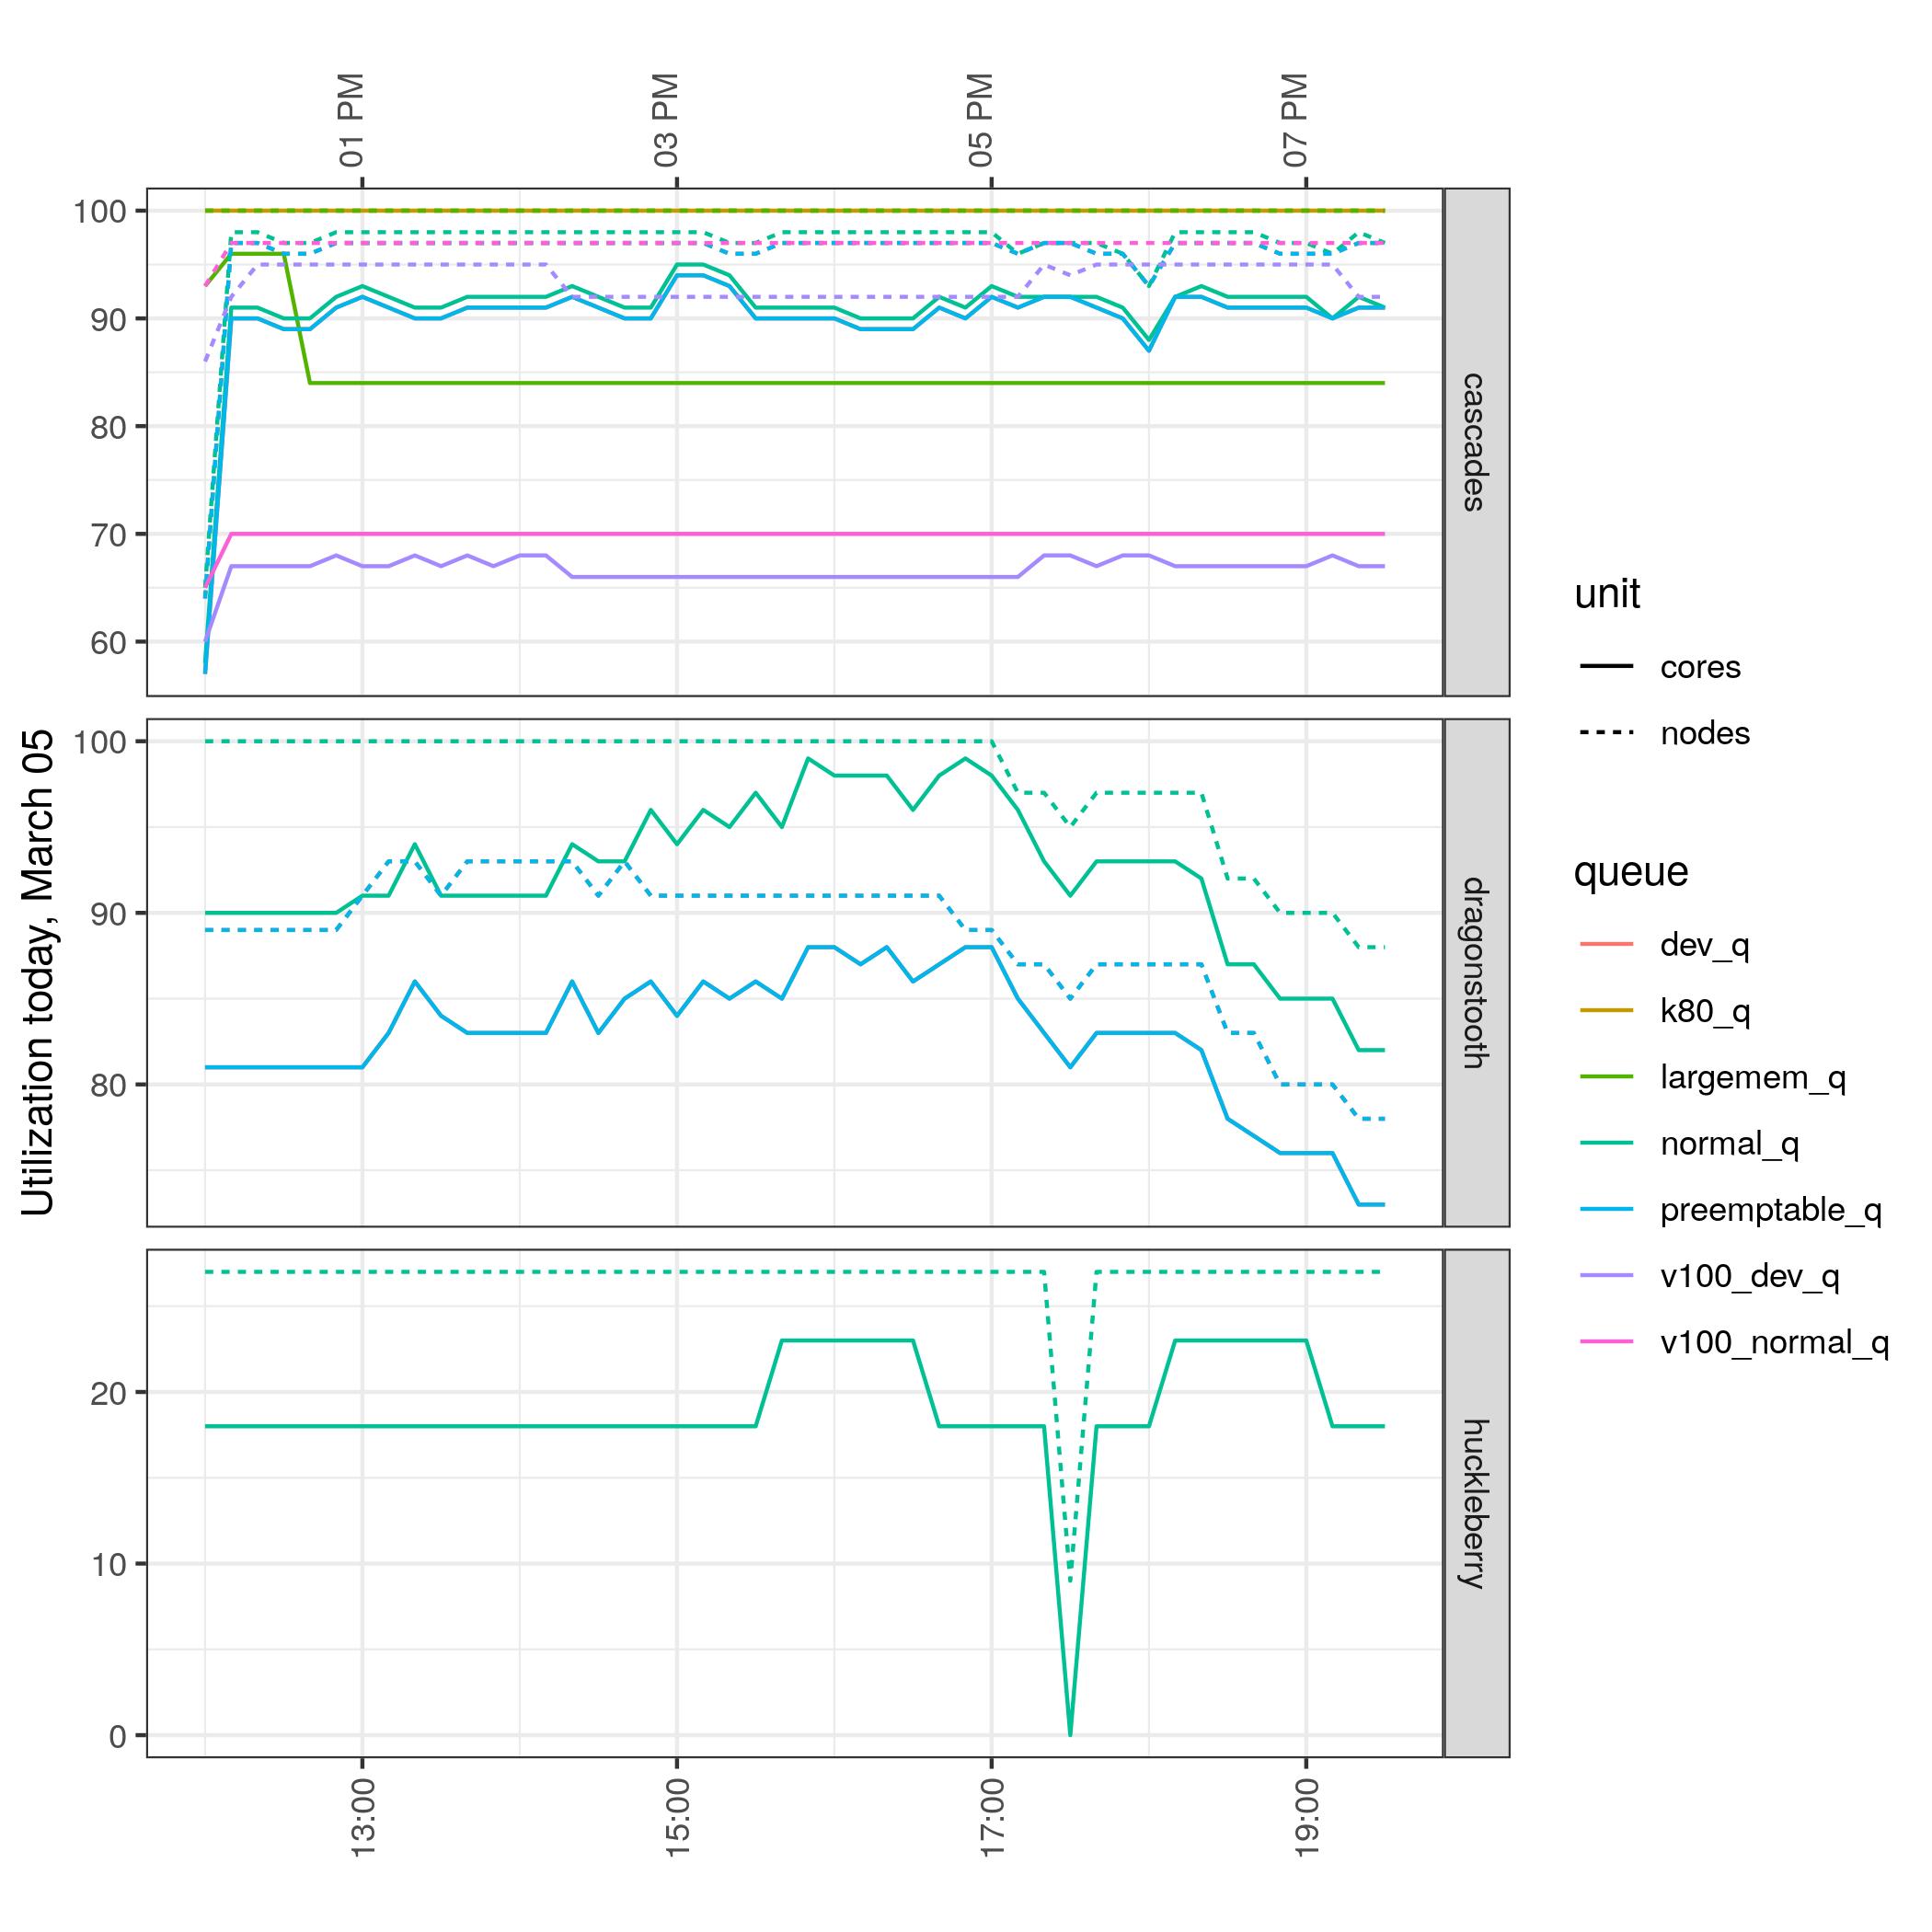 01 PM
03 PM
05 PM
07 PM
Utilization today, March 05
100
90
80
70
60
cascades
100
90
80
dragonstooth
20
10
0
huckleberry
13:00
15:00
17:00
19:00
unit
cores
nodes
queue
dev_q
k80_q
largemem_q
normal_q
preemptable_q
v100_dev_q
v100_normal_q